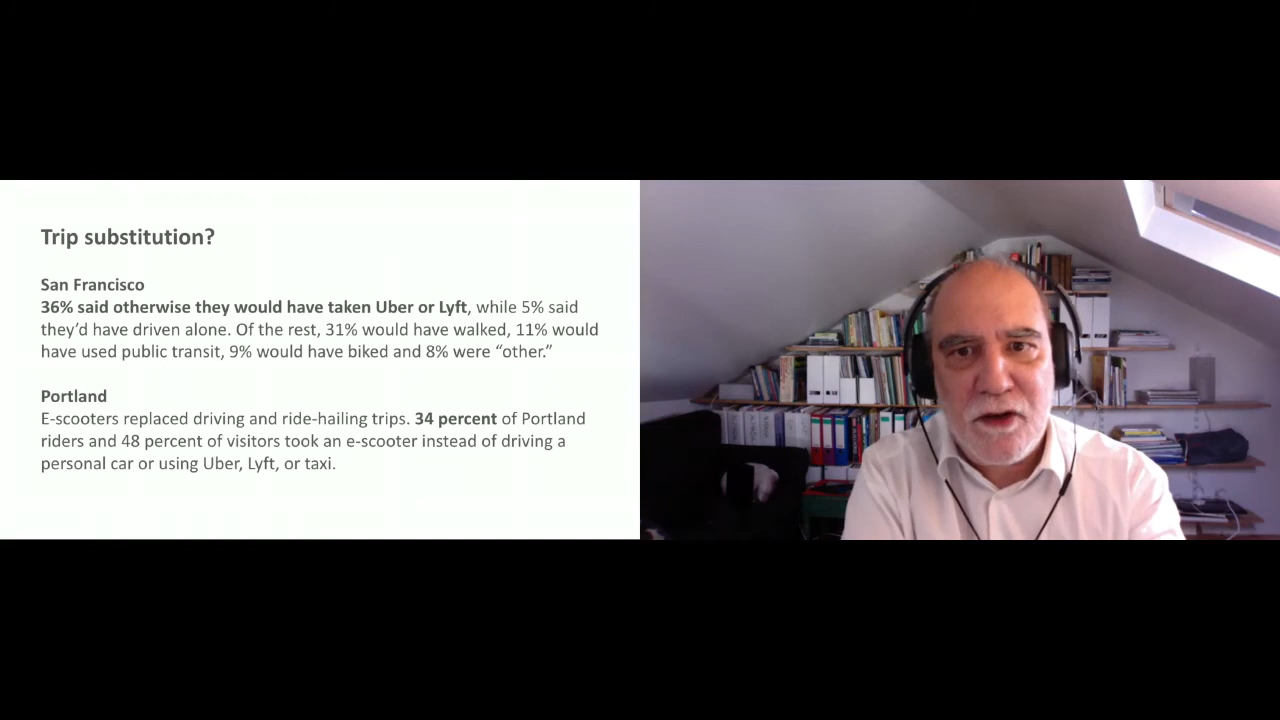 Trip substitution?
San Francisco
36% said otherwise they would have taken Uber or Lyft, while 5% said
they’d have driven alone. Of the rest, 31% would have walked, 11% would
have used public transit, 9% would have biked and 8% were “other.”
Portland
E-scooters replaced driving and ride-hailing trips. 34 percent of Portland
riders and 48 percent of visitors took an e-scooter instead of driving a
personal car or using Uber, Lyft, or taxi.